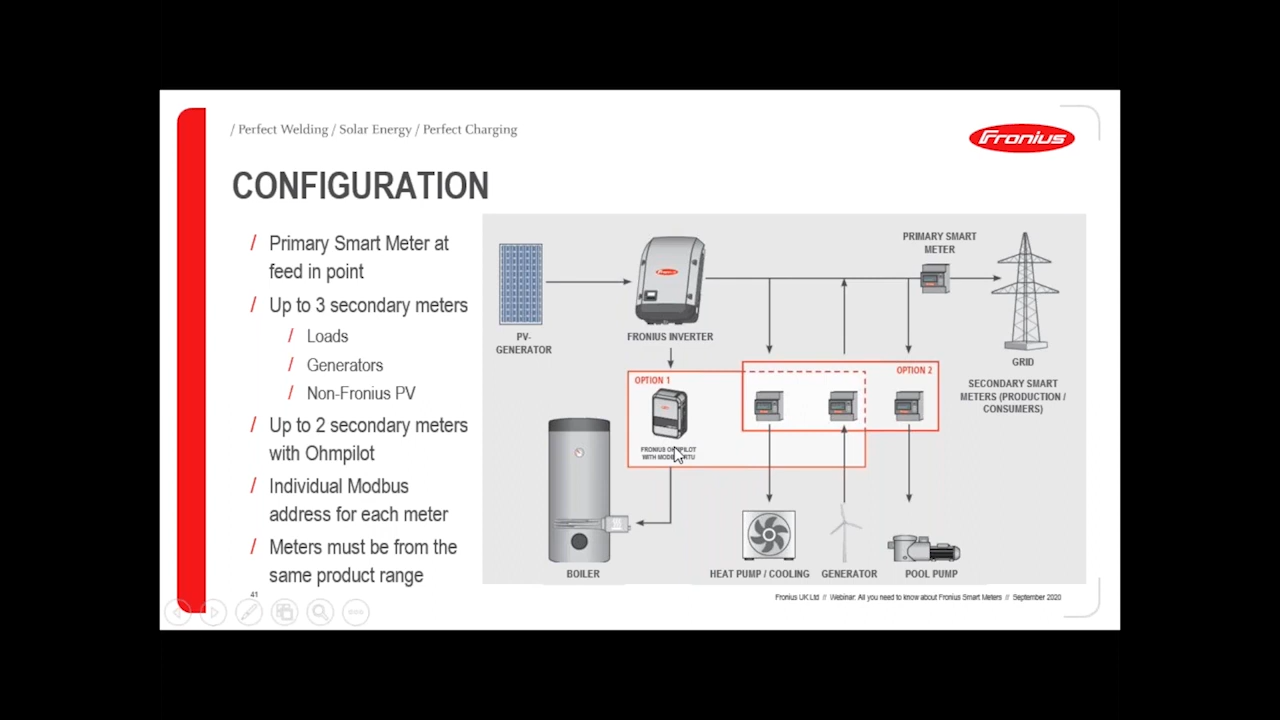 / Perfect Welding / Solar Energy / Perfect Charging
Fronius
CONFIGURATION
/ Primary Smart Meter at
feed in point
/ Up to 3 secondary meters
/ Loads
/ Generators
/ Non-Fronius PV
/ Up to 2 secondary meters
with Ohmpilot
/ Individual Modbus
address for each meter
/ Meters must be from the
same product range
PRIMARY SMART
METER
PV-
GENERATOR
FRONIUS INVERTER
GRID
SECONDARY SMART
METERS (PRODUCTION /
CONSUMERS)
OPTION 1
OPTION 2
FRONIUS
WITH
BOILER
HEAT PUMP / COOLING
GENERATOR
POOL PUMP
41
Fronius UK Ltd // Webinar: All you need to know about Fronius Smart Meters // September 2020